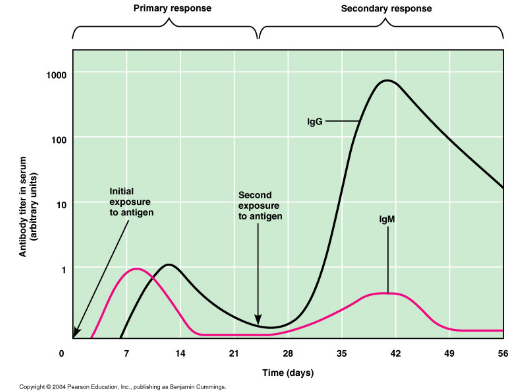 Primary response
Secondary response
Antibody titer in serum
(arbitrary units)
1000
100
10
1
IgG
Initial
exposure
to antigen
Second
exposure
to antigen
IgM
0
7
14
21
28
35
42
49
56
Time (days)
Copyright © 2004 Pearson Education, Inc., publishing as Benjamin Cummings.